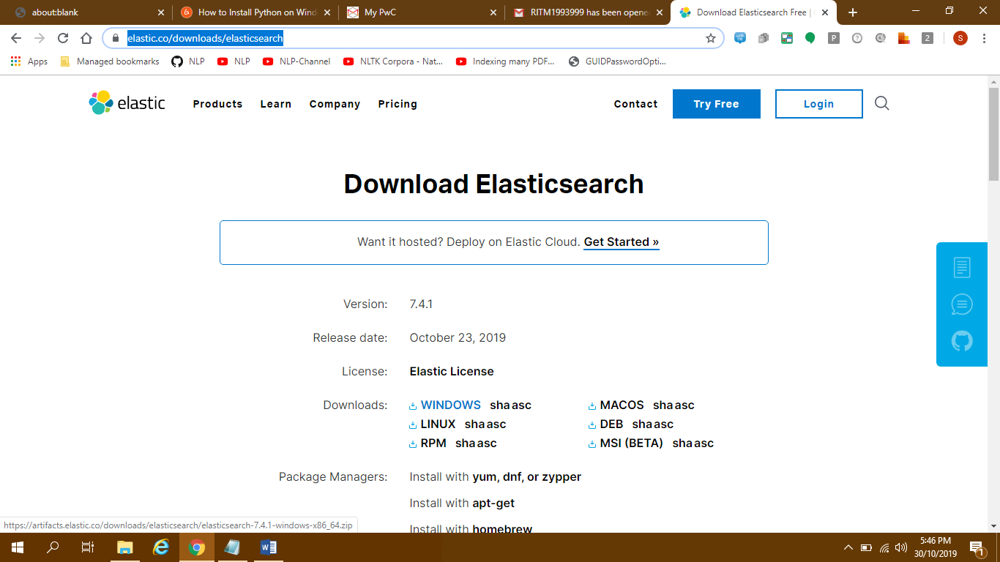 about:blank
How to Install Python on Wind
My PwC
RITM1993999 has been opene
Download Elasticsearch Free |
elastic.co/downloads/elasticsearch
P
2
S
Apps
Managed bookmarks
NLP
NLP
NLP-Channel
NLTK Corpora - Nat...
Indexing many PDF...
GUIDPasswordOpti...
elastic
Products
Learn
Company
Pricing
Contact
Try Free
Login
Download Elasticsearch
Want it hosted? Deploy on Elastic Cloud. Get Started »
Version: 7.4.1
Release date: October 23, 2019
License: Elastic License
Downloads: WINDOWS sha asc MACOS sha asc
LINUX sha asc DEB sha asc
RPM sha asc MSI (BETA) sha asc
Package Managers: Install with yum, dnf, or zypper
Install with apt-get
Install with homebrew
https://artifacts.elastic.co/downloads/elasticsearch/elasticsearch-7.4.1-windows-x86_64.zip
5:46 PM
30/10/2019
1